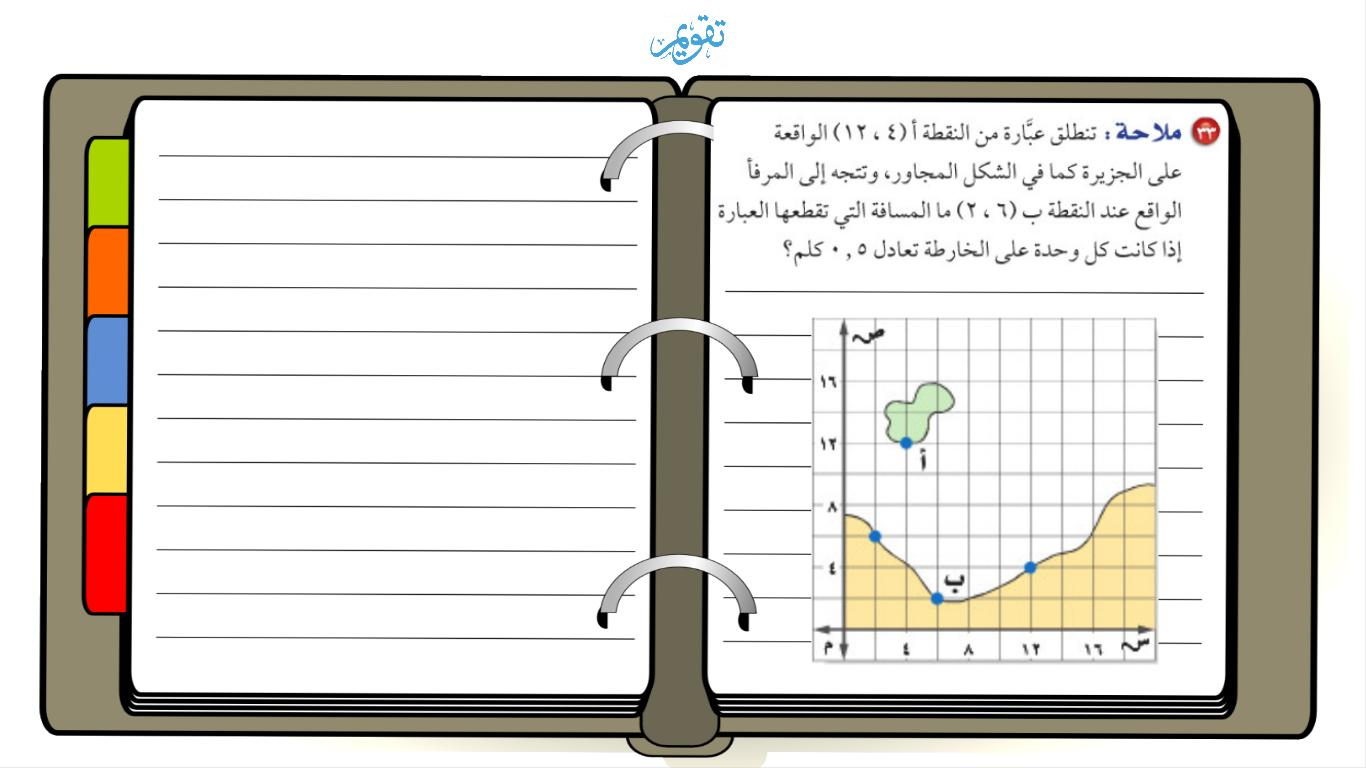 تقويم
٣٣ ملاحة : تنطلق عبَّارة من النقطة أ (٤ ، ١٢) الواقعة
على الجزيرة كما في الشكل المجاور، وتتجه إلى المرفأ
الواقع عند النقطة ب (٦ ، ٢) ما المسافة التي تقطعها العبارة
إذا كانت كل وحدة على الخارطة تعادل ٠,٥ كلم؟
ص
١٦
١٢
أ
٨
٤
ب
م ٤ ٨ ١٢ ١٦ س